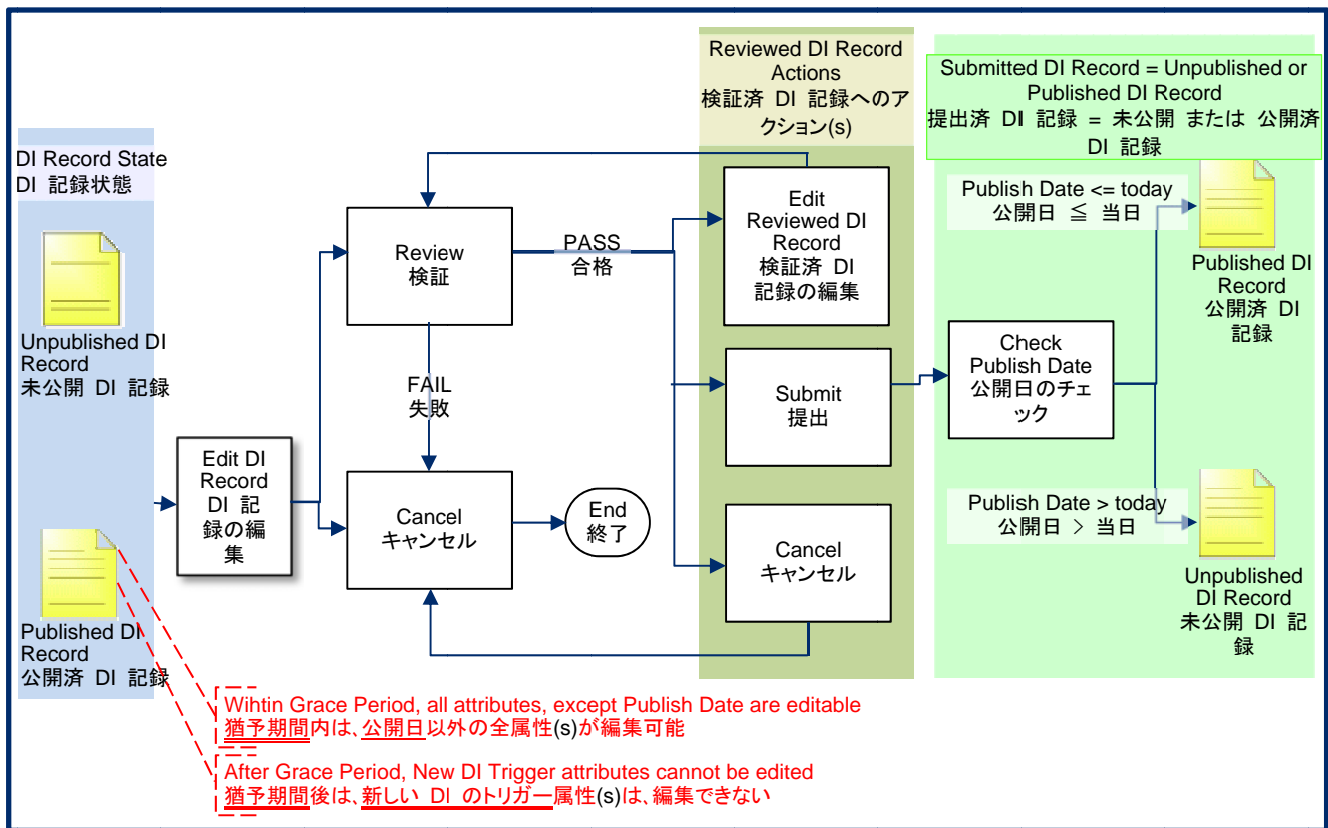 DI Record State
DI 記録状態
Unpublished DI
Record
未公開 DI 記録
Published DI
Record
公開済 DI 記録
Edit DI
Record
DI 記
録の編
集
Review
検証
PASS
合格
FAIL
失敗
Cancel
キャンセル
End
終了
Reviewed DI Record
Actions
検証済 DI 記録へのア
クション(s)
Edit
Reviewed DI
Record
検証済 DI
記録の編集
Submit
提出
Cancel
キャンセル
Submitted DI Record = Unpublished or
Published DI Record
提出済 DI 記録 = 未公開 または 公開済
DI 記録
Check
Publish Date
公開日のチェ
ック
Publish Date <= today
公開日 ≦ 当日
Published DI
Record
公開済 DI
記録
Publish Date > today
公開日 > 当日
Unpublished
DI Record
未公開 DI 記
録
Wihtin Grace Period, all attributes, except Publish Date are editable
猶予期間内は、公開日以外の全属性(s)が編集可能
After Grace Period, New DI Trigger attributes cannot be edited
猶予期間後は、新しい DI のトリガー属性(s)は、編集できない